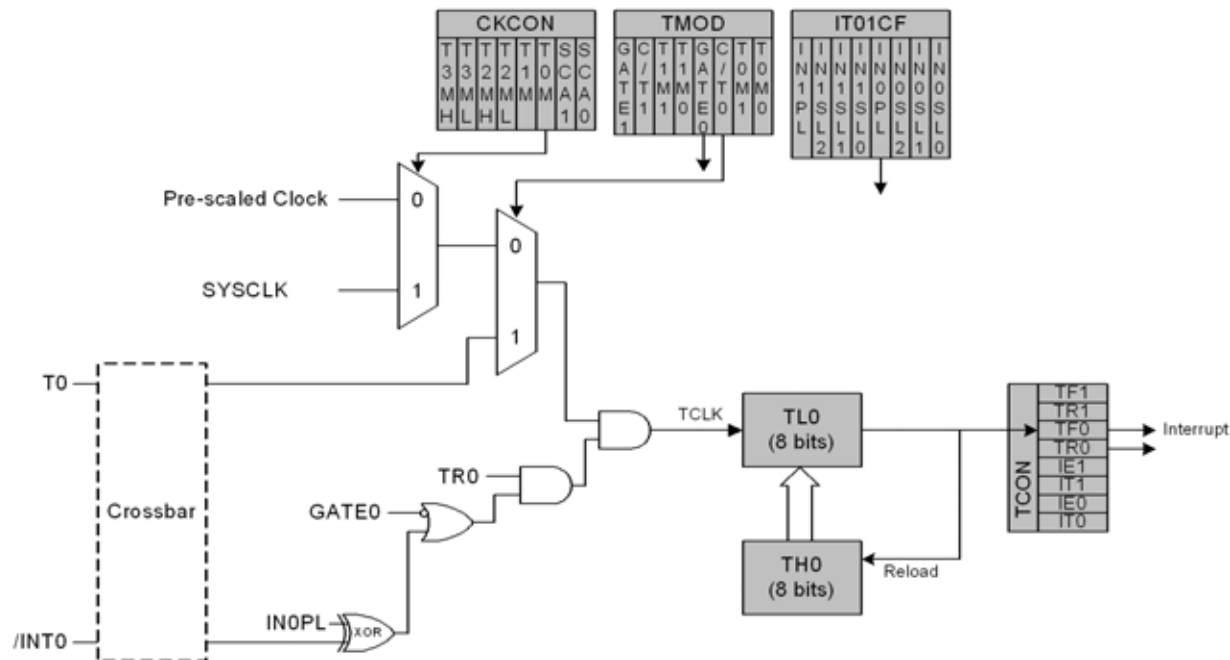 CKCON
T3MH T3ML T2MH T2ML T1M T0M SCA1 SCA0
TMOD
GATE1 C/T1 T1M1 T1M0 GATE0 C/T0 T0M1 T0M0
IT01CF
IN1PL IN1SL2 IN1SL1 IN1SL0 IN0PL IN0SL2 IN0SL1 IN0SL0
Pre-scaled Clock
0
SYSCLK
1
0
1
T0
Crossbar
/INT0
TR0
GATE0
IN0PL
XOR
TCLK
TL0
(8 bits)
TH0
(8 bits)
Reload
TCON
TF1
TR1
TF0
TR0
IE1
IT1
IE0
IT0
Interrupt